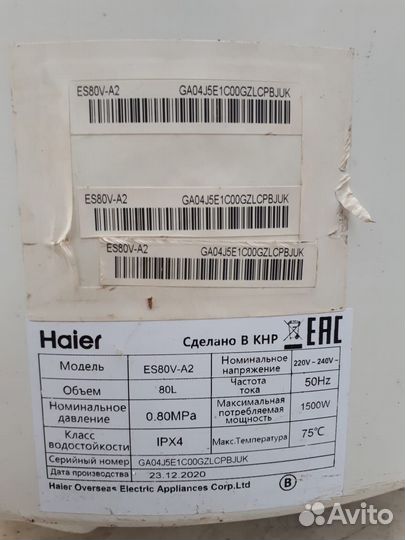 ES80V-A2 GA04J5E1C00GZLCPBJUK
ES80V-A2 GA04J5E1C00GZLCPBJUK
ES80V-A2 GA04J5E1C00GZLCPBJUK
Haier Сделано в КНР EAC
Модель ES80V-A2 Номинальное напряжение 220V~240V~
Объем 80L Частота тока 50Hz
Номинальное давление 0.80MPa Максимальная потребляемая мощность 1500W
Класс водостойкости IPX4 Макс.Температура 75℃
Серийный номер GA04J5E1C00GZLCPBJUK
Дата производства 23.12.2020
Haier Overseas Electric Appliances Corp.Ltd B
Avito